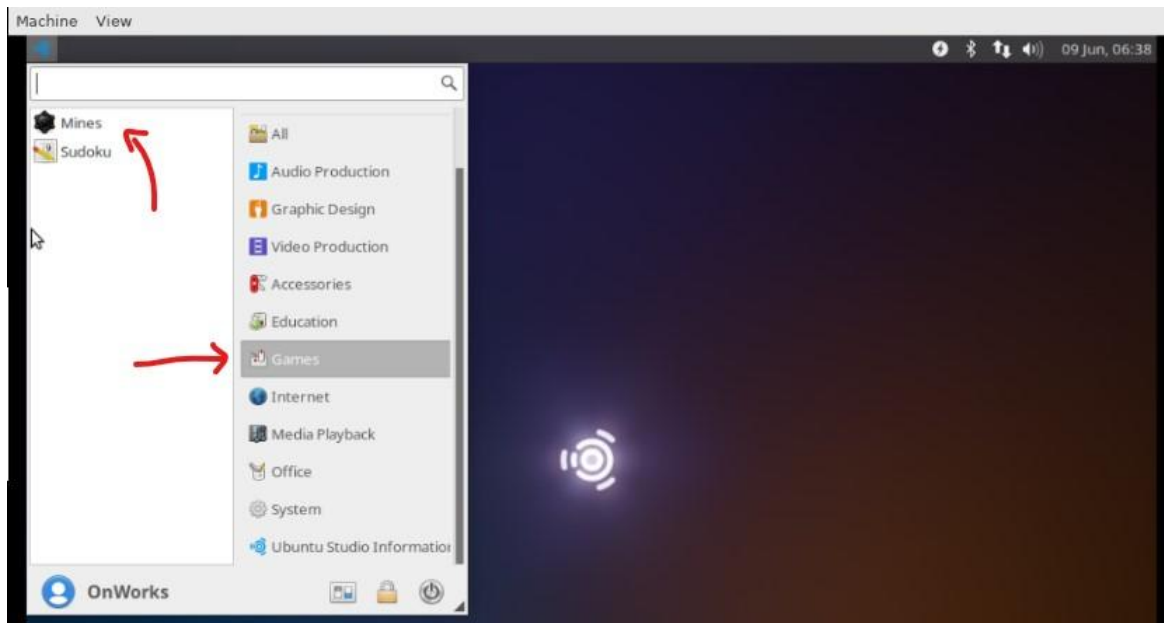 Machine View
09 Jun, 06:38
Mines
Sudoku
All
Audio Production
Graphic Design
Video Production
Accessories
Education
Games
Internet
Media Playback
Office
System
Ubuntu Studio Information
OnWorks